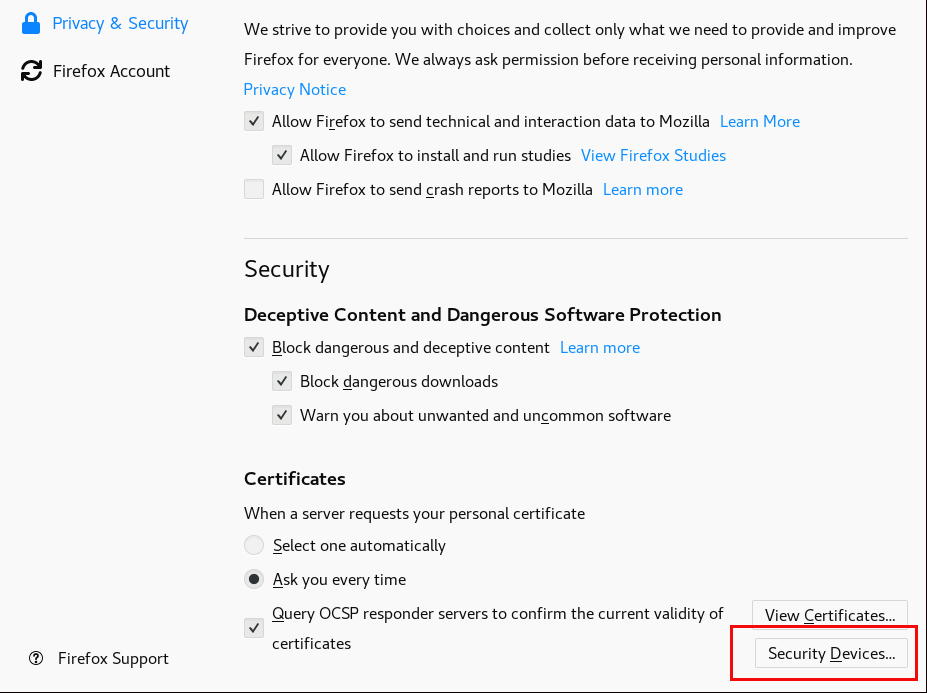 Privacy & Security
Firefox Account
We strive to provide you with choices and collect only what we need to provide and improve
Firefox for everyone. We always ask permission before receiving personal information.
Privacy Notice
Allow Firefox to send technical and interaction data to Mozilla Learn More
Allow Firefox to install and run studies View Firefox Studies
Allow Firefox to send crash reports to Mozilla Learn more
Security
Deceptive Content and Dangerous Software Protection
Block dangerous and deceptive content Learn more
Block dangerous downloads
Warn you about unwanted and uncommon software
Certificates
When a server requests your personal certificate
Select one automatically
Ask you every time
Query OCSP responder servers to confirm the current validity of
certificates
View Certificates...
Security Devices...
Firefox Support